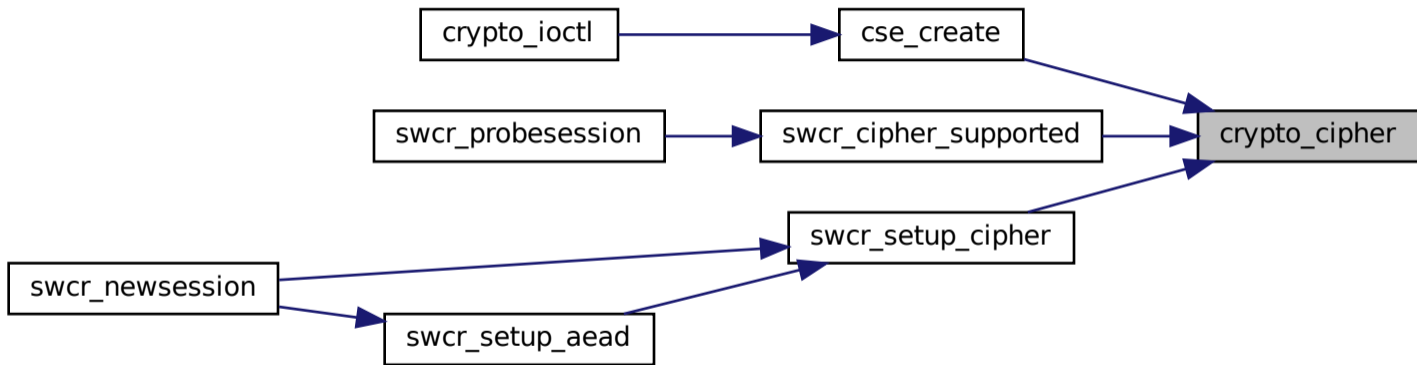 crypto_ioctl
cse_create
swcr_probesession
swcr_cipher_supported
crypto_cipher
swcr_setup_cipher
swcr_newsession
swcr_setup_aead